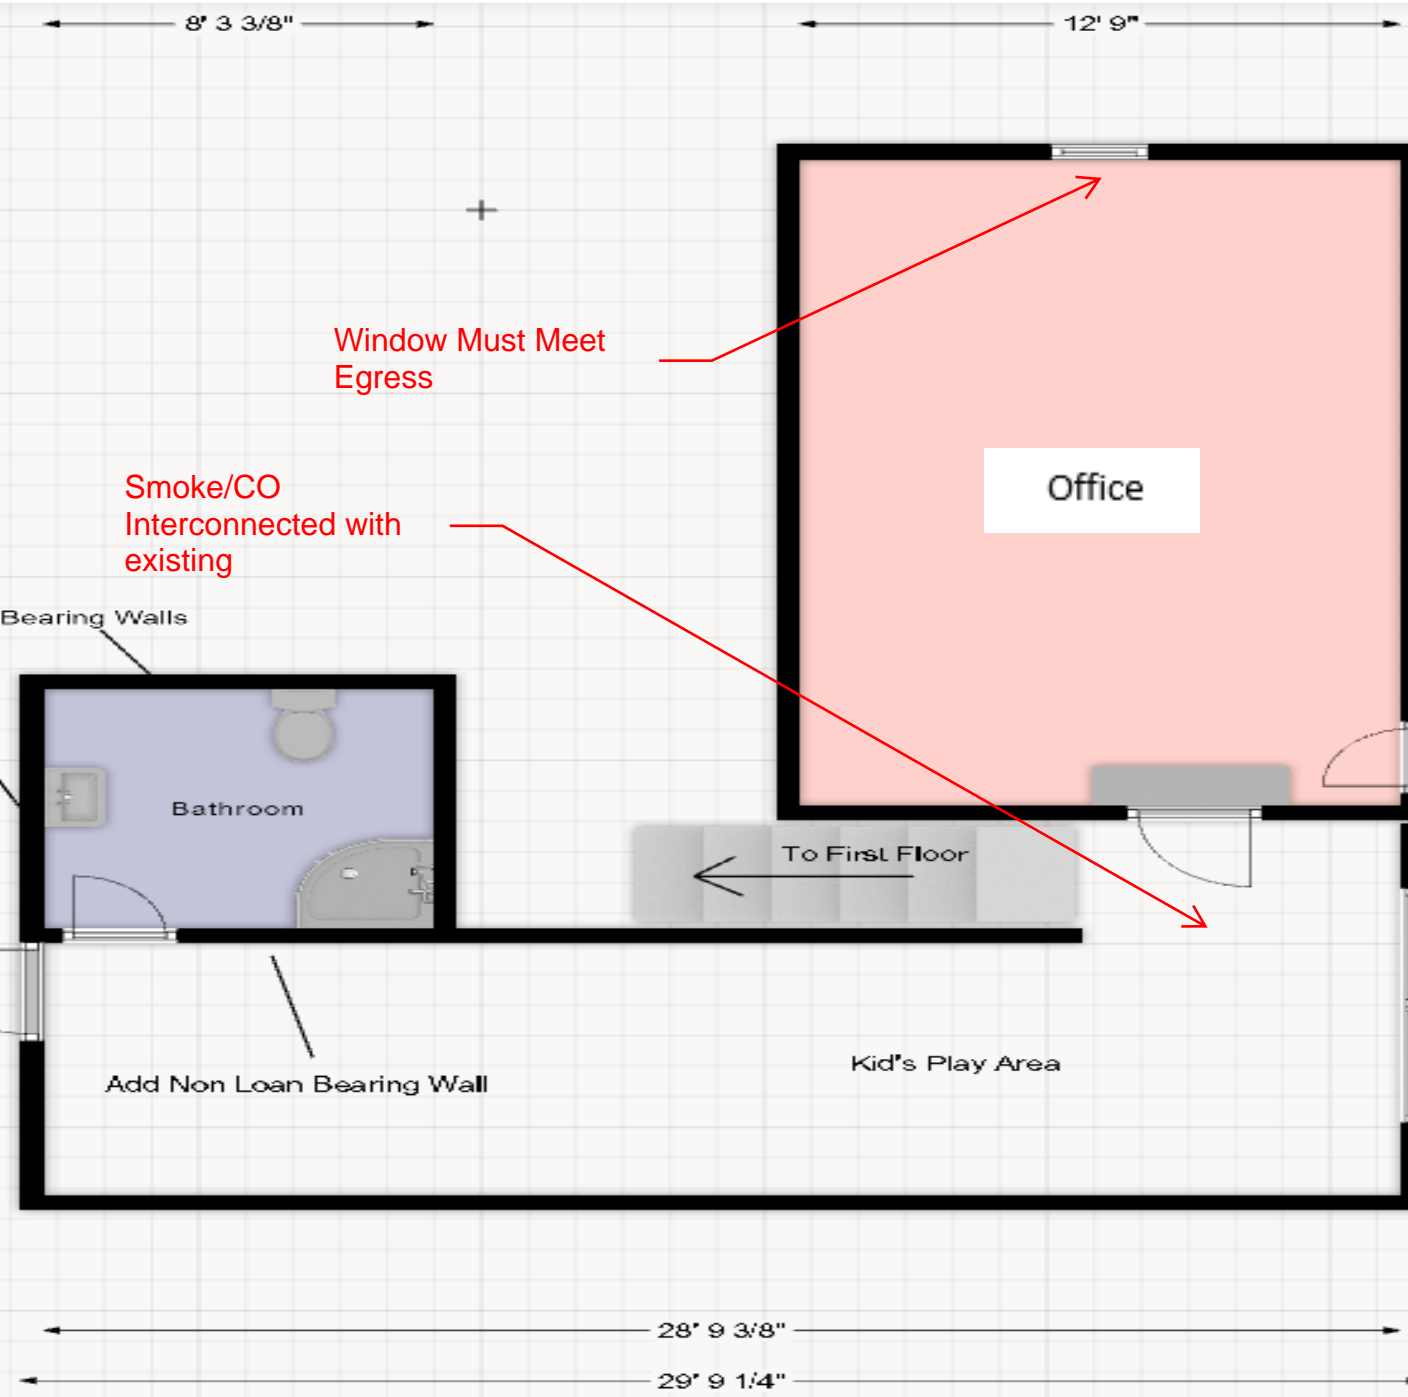 8' 3 3/8"
12' 9"
Window Must Meet
Egress
Office
Smoke/CO
Interconnected with
existing
Bearing Walls
Bathroom
To First Floor
Kid's Play Area
Add Non Loan Bearing Wall
28' 9 3/8"
29' 9 1/4"